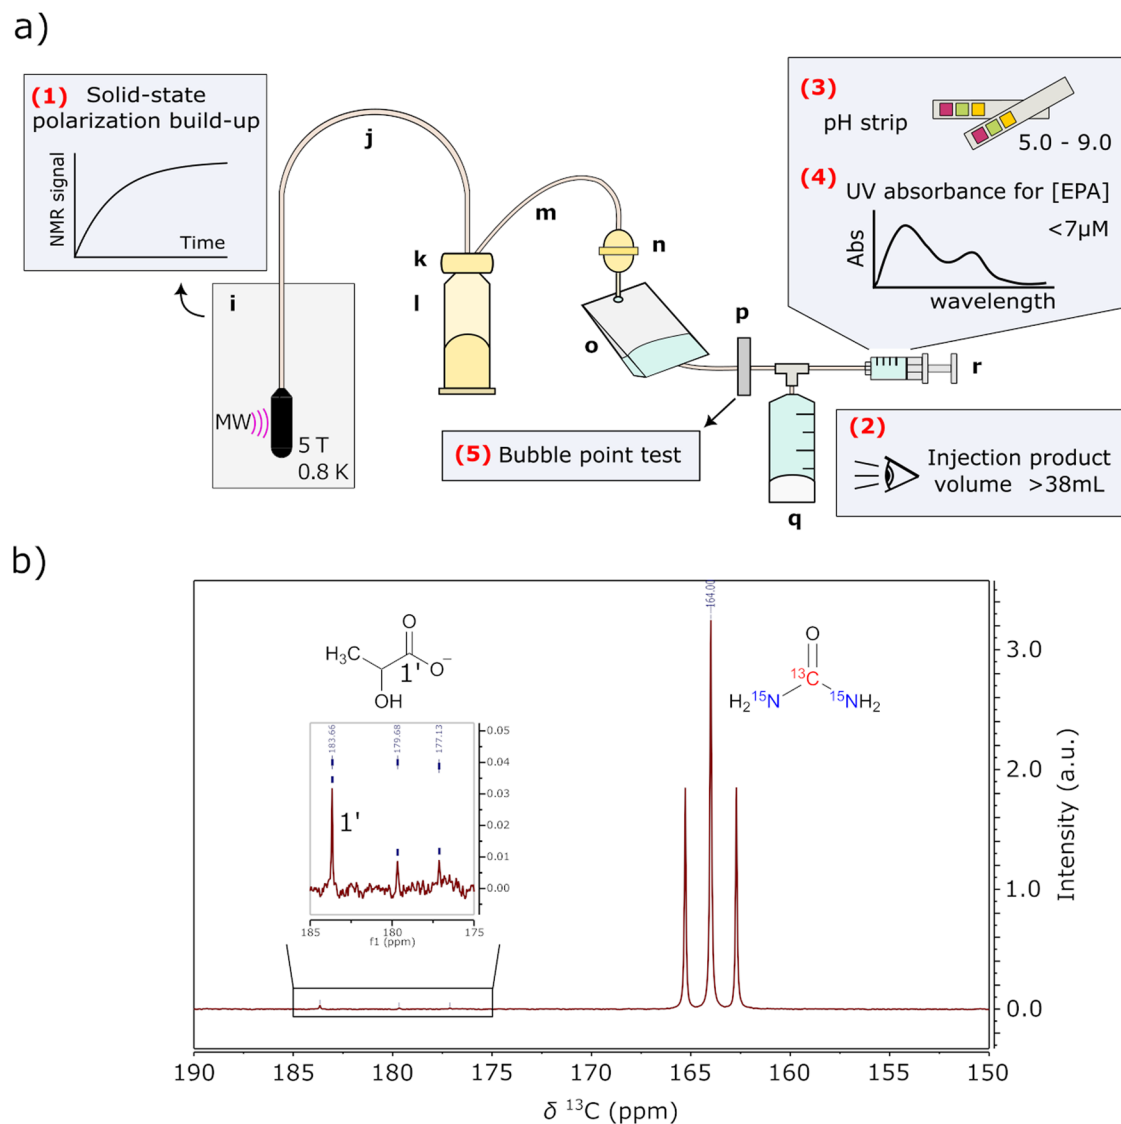 a)
(1) Solid-state
polarization build-up
NMR signal
Time
i
MW
5 T
0.8 K
j
k
l
m
n
o
p
q
r
(3)
pH strip
5.0 - 9.0
(4)
UV absorbance for [EPA]
<7µM
Abs
wavelength
(5) Bubble point test
(2)
Injection product
volume >38mL
b)
O
H₃C
1'
O⁻
OH
183.66
179.68
177.13
0.05
0.04
0.03
0.02
0.01
0.00
1'
185
180
175
f1 (ppm)
164.00
O
¹³C
H₂¹⁵N
¹⁵NH₂
3.0
2.0
1.0
0.0
Intensity (a.u.)
190
185
180
175
170
165
160
155
150
δ ¹³C (ppm)